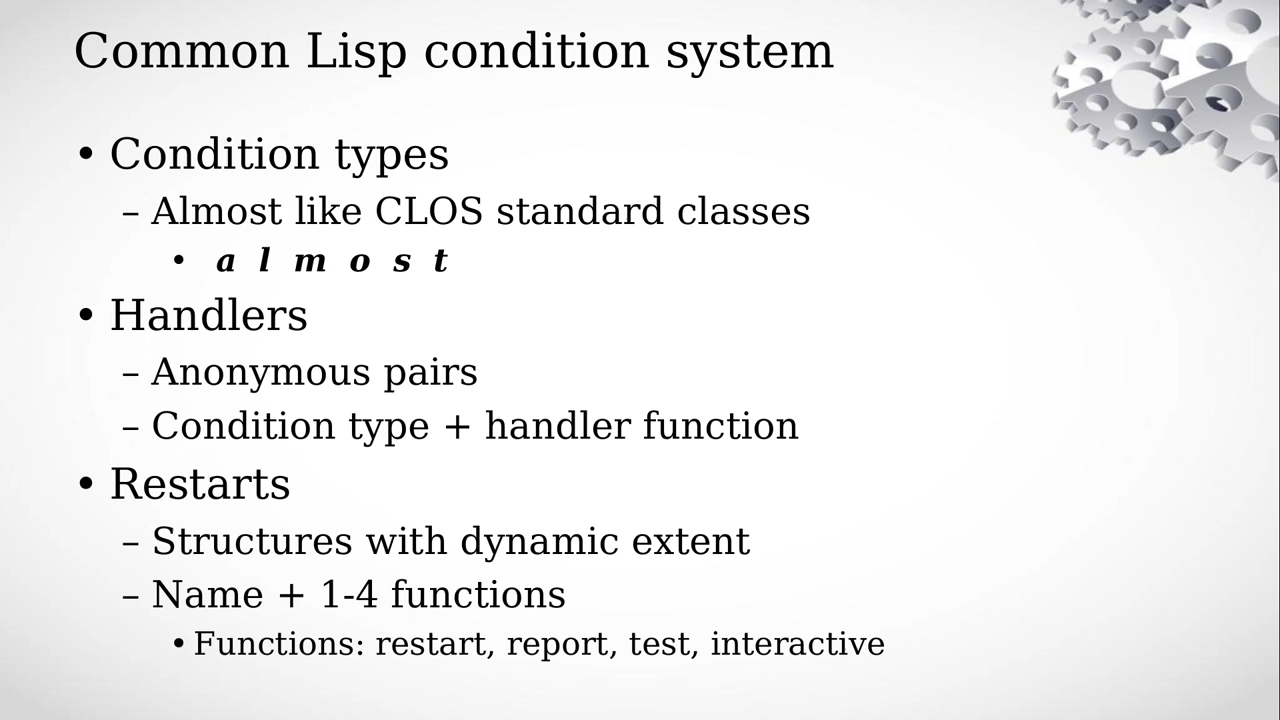 Common Lisp condition system
• Condition types
– Almost like CLOS standard classes
• a l m o s t
• Handlers
– Anonymous pairs
– Condition type + handler function
• Restarts
– Structures with dynamic extent
– Name + 1-4 functions
• Functions: restart, report, test, interactive